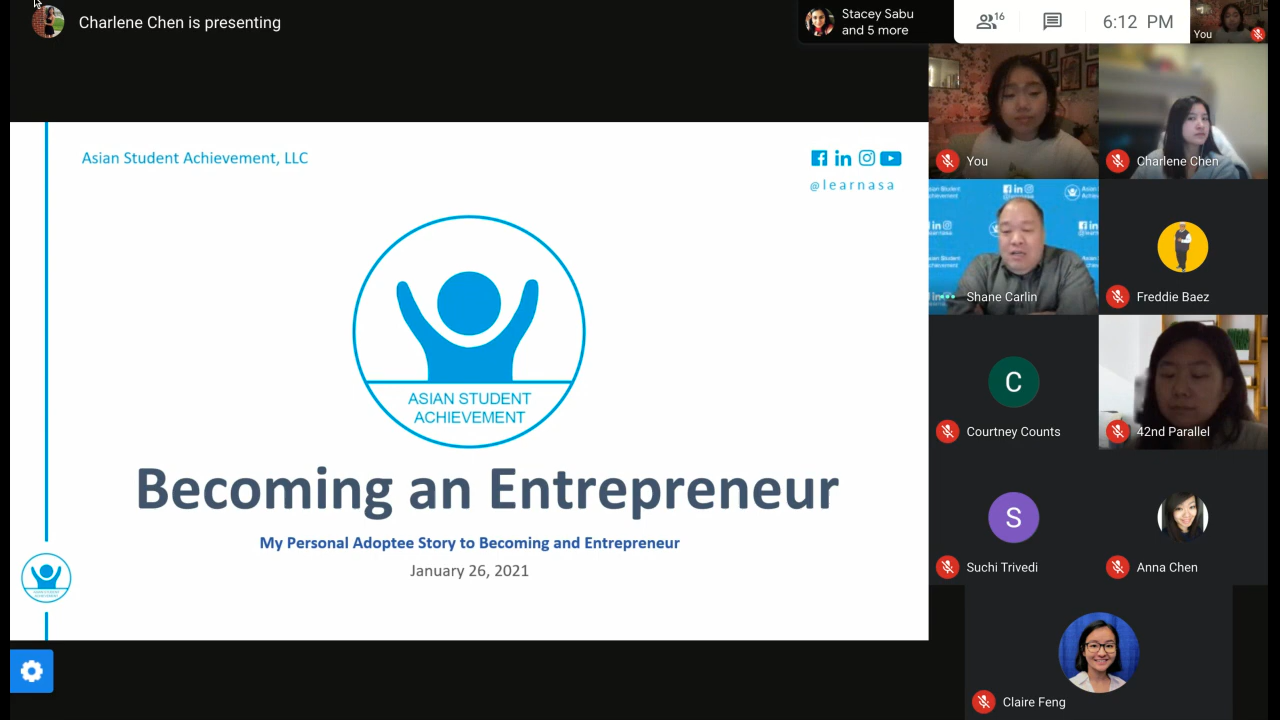 Charlene Chen is presenting
Stacey Sabu
and 5 more
16
6:12 PM
You
Asian Student Achievement, LLC
@learnasa
ASIAN STUDENT
ACHIEVEMENT
Becoming an Entrepreneur
My Personal Adoptee Story to Becoming and Entrepreneur
January 26, 2021
You
Charlene Chen
Shane Carlin
Freddie Baez
C
Courtney Counts
42nd Parallel
S
Suchi Trivedi
Anna Chen
Claire Feng